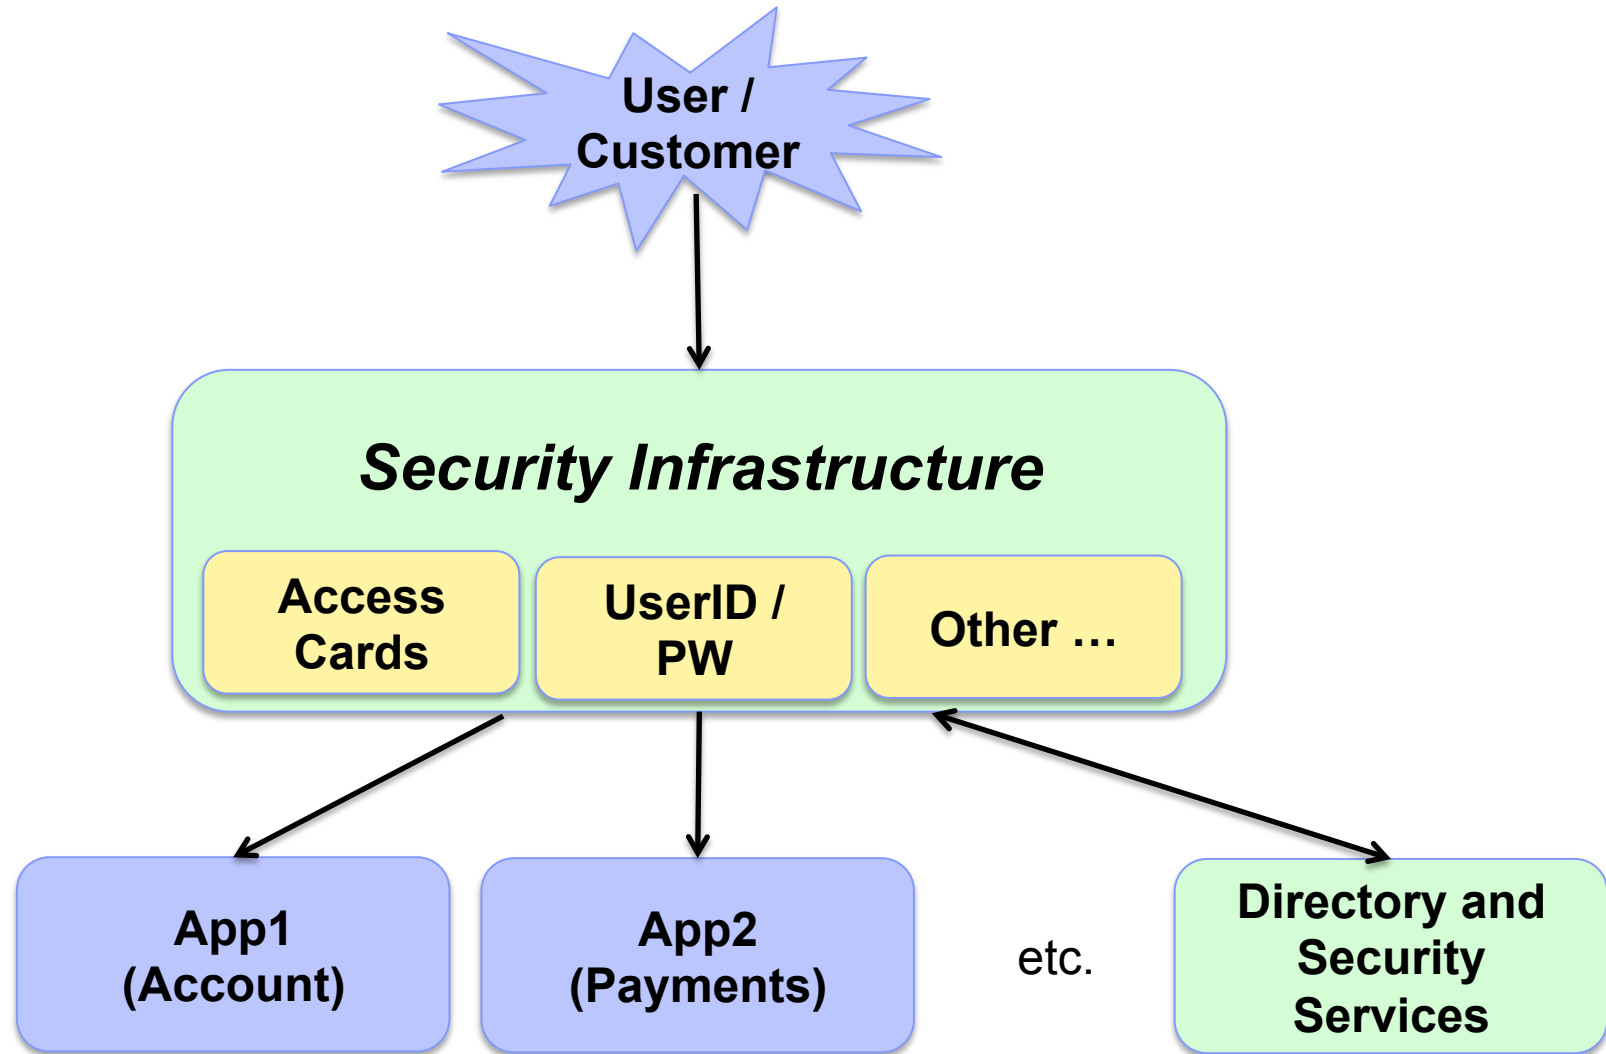 User /
Customer
Security Infrastructure
Access
Cards
UserID /
PW
Other …
App1
(Account)
App2
(Payments)
etc.
Directory and
Security
Services